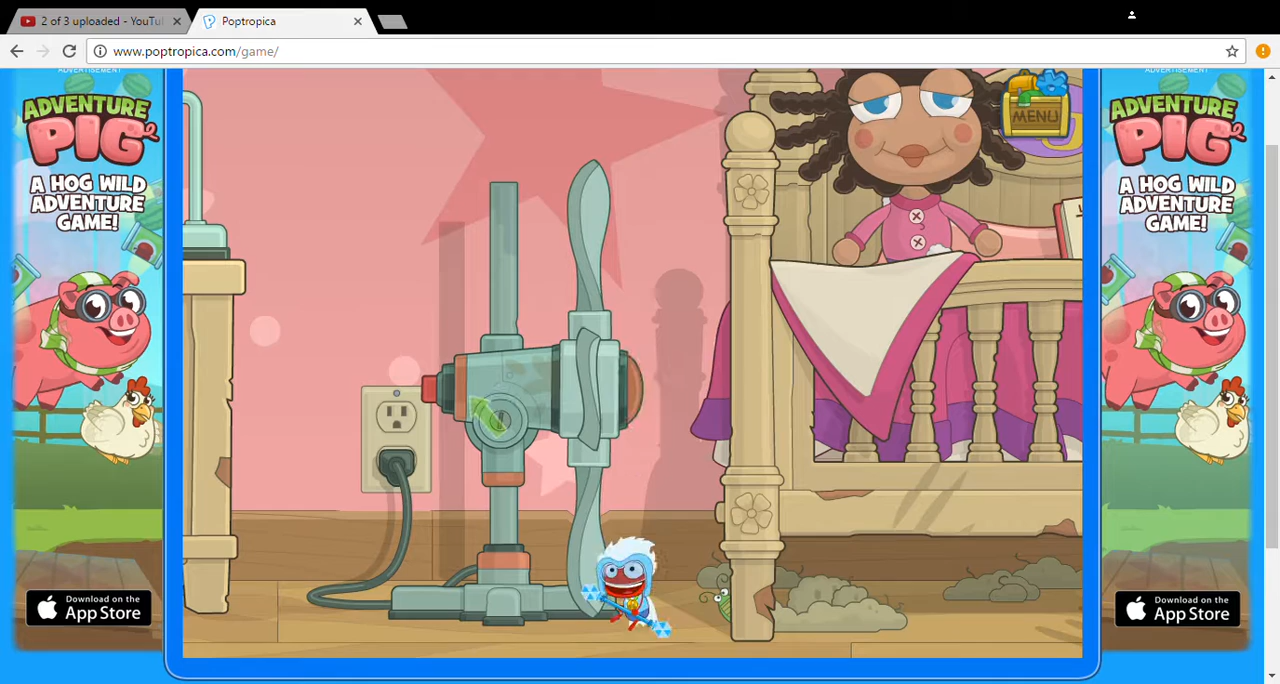 2 of 3 uploaded - YouTu
Poptropica
www.poptropica.com/game/
ADVERTISEMENT
ADVENTURE
PIG
A HOG WILD
ADVENTURE
GAME!
Download on the
App Store
MENU
ADVERTISEMENT
ADVENTURE
PIG
A HOG WILD
ADVENTURE
GAME!
Download on the
App Store